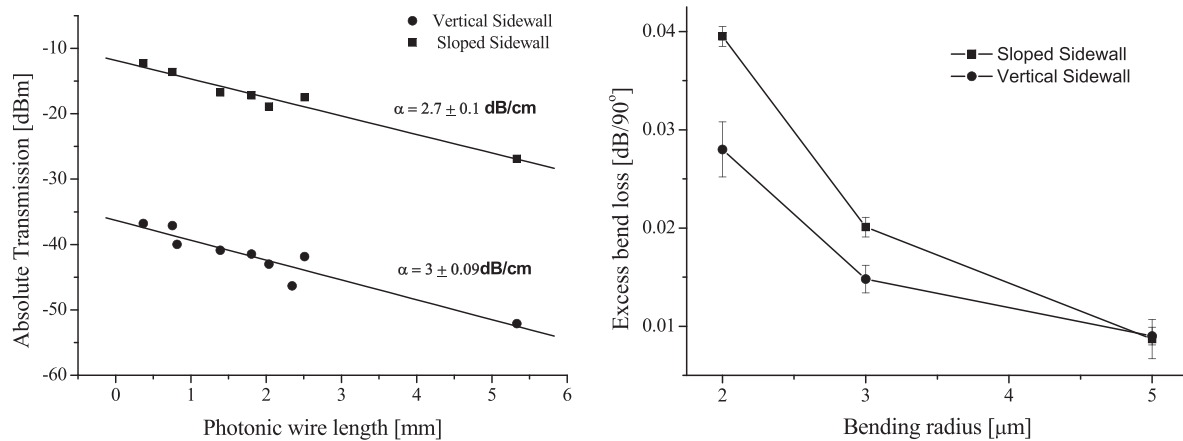 Vertical Sidewall
Sloped Sidewall
-10
-20
-30
-40
-50
-60
Absolute Transmission [dBm]
α = 2.7 ± 0.1 dB/cm
α = 3 ± 0.09 dB/cm
0 1 2 3 4 5 6
Photonic wire length [mm]
0.04
0.03
0.02
0.01
Excess bend loss [dB/90°]
Sloped Sidewall
Vertical Sidewall
2 3 4 5
Bending radius [μm]